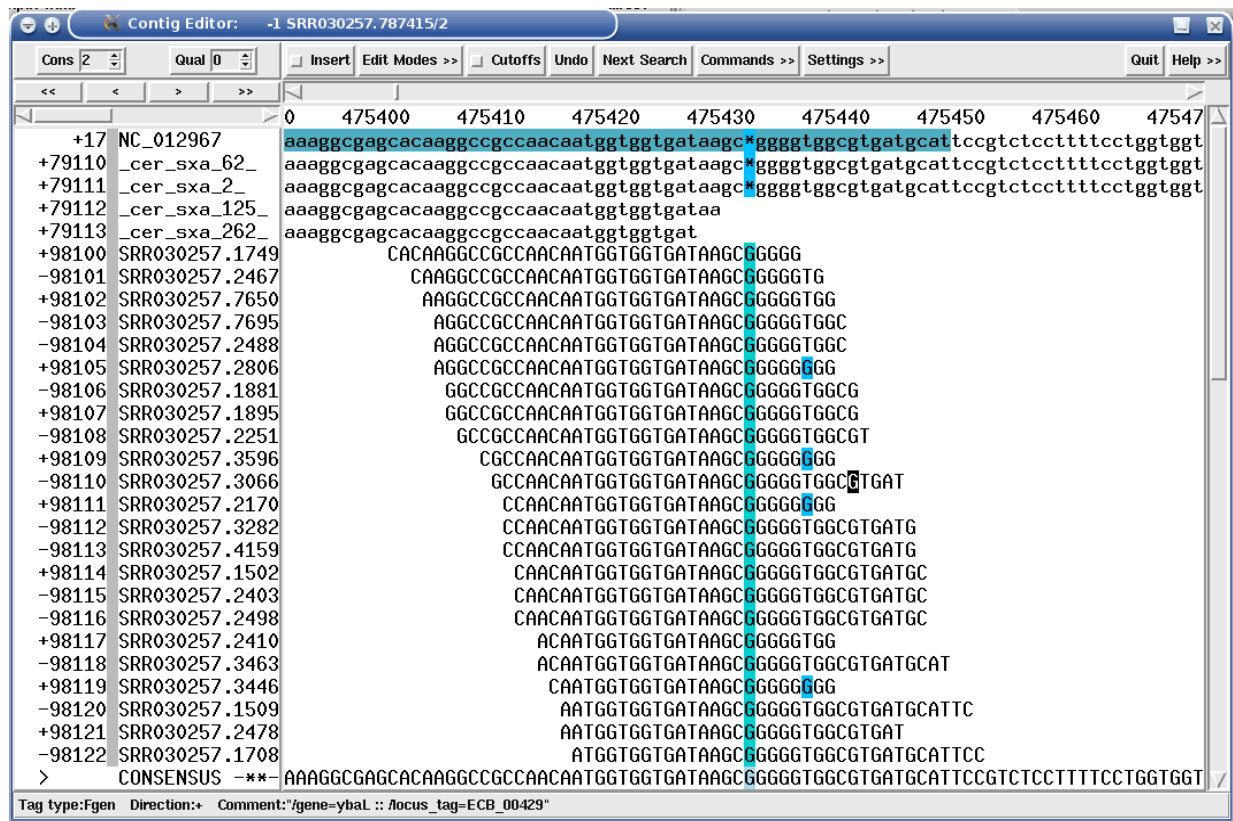 Contig Editor: -1 SRR030257.787415/2
Cons 2 Qual 0 Insert Edit Modes >> Cutoffs Undo Next Search Commands >> Settings >> Quit Help >>
<< < > >>
0 475400 475410 475420 475430 475440 475450 475460 47547
+17 NC_012967 aaaggcgagcacaaggccgccaacaatggtggtgataagc*ggggtggcgtgatgcattccgtctccttttcctggtggt
+79110 _cer_sxa_62_ aaaggcgagcacaaggccgccaacaatggtggtgataagc*ggggtggcgtgatgcattccgtctccttttcctggtggt
+79111 _cer_sxa_2_ aaaggcgagcacaaggccgccaacaatggtggtgataagc*ggggtggcgtgatgcattccgtctccttttcctggtggt
+79112 _cer_sxa_125_ aaaggcgagcacaaggccgccaacaatggtggtgataa
+79113 _cer_sxa_262_ aaaggcgagcacaaggccgccaacaatggtggtgat
+98100 SRR030257.1749 CACAAGGCCGCCAACAATGGTGGTGATAAGCGGGGG
-98101 SRR030257.2467 CAAGGCCGCCAACAATGGTGGTGATAAGCGGGGGTG
+98102 SRR030257.7650 AAGGCCGCCAACAATGGTGGTGATAAGCGGGGGTGG
-98103 SRR030257.7695 AGGCCGCCAACAATGGTGGTGATAAGCGGGGGTGGC
-98104 SRR030257.2488 AGGCCGCCAACAATGGTGGTGATAAGCGGGGGTGGC
+98105 SRR030257.2806 AGGCCGCCAACAATGGTGGTGATAAGCGGGGGGGG
-98106 SRR030257.1881 GGCCGCCAACAATGGTGGTGATAAGCGGGGGTGGCG
+98107 SRR030257.1895 GGCCGCCAACAATGGTGGTGATAAGCGGGGGTGGCG
-98108 SRR030257.2251 GCCGCCAACAATGGTGGTGATAAGCGGGGGTGGCGT
+98109 SRR030257.3596 CGCCAACAATGGTGGTGATAAGCGGGGGGGG
-98110 SRR030257.3066 GCCAACAATGGTGGTGATAAGCGGGGGTGGCGTGAT
+98111 SRR030257.2170 CCAACAATGGTGGTGATAAGCGGGGGGGG
-98112 SRR030257.3282 CCAACAATGGTGGTGATAAGCGGGGGTGGCGTGATG
-98113 SRR030257.4159 CCAACAATGGTGGTGATAAGCGGGGGTGGCGTGATG
+98114 SRR030257.1502 CAACAATGGTGGTGATAAGCGGGGGTGGCGTGATGC
-98115 SRR030257.2403 CAACAATGGTGGTGATAAGCGGGGGTGGCGTGATGC
-98116 SRR030257.2498 CAACAATGGTGGTGATAAGCGGGGGTGGCGTGATGC
+98117 SRR030257.2410 ACAATGGTGGTGATAAGCGGGGGTGG
-98118 SRR030257.3463 ACAATGGTGGTGATAAGCGGGGGTGGCGTGATGCAT
+98119 SRR030257.3446 CAATGGTGGTGATAAGCGGGGGGGG
-98120 SRR030257.1509 AATGGTGGTGATAAGCGGGGGTGGCGTGATGCATTC
+98121 SRR030257.2478 AATGGTGGTGATAAGCGGGGGTGGCGTGAT
-98122 SRR030257.1708 ATGGTGGTGATAAGCGGGGGTGGCGTGATGCATTCC
> CONSENSUS -**- AAAGGCGAGCACAAGGCCGCCAACAATGGTGGTGATAAGCGGGGGTGGCGTGATGCATTCCGTCTCCTTTTCCTGGTGGT
Tag type:Fgen Direction:+ Comment:"/gene=ybaL :: /locus_tag=ECB_00429"